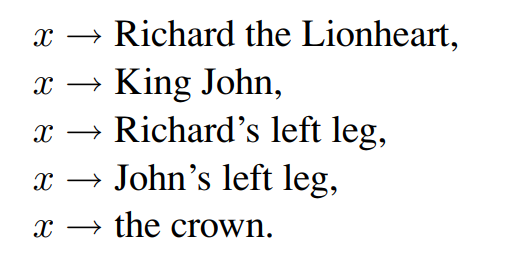 x → Richard the Lionheart,
x → King John,
x → Richard’s left leg,
x → John’s left leg,
x → the crown.